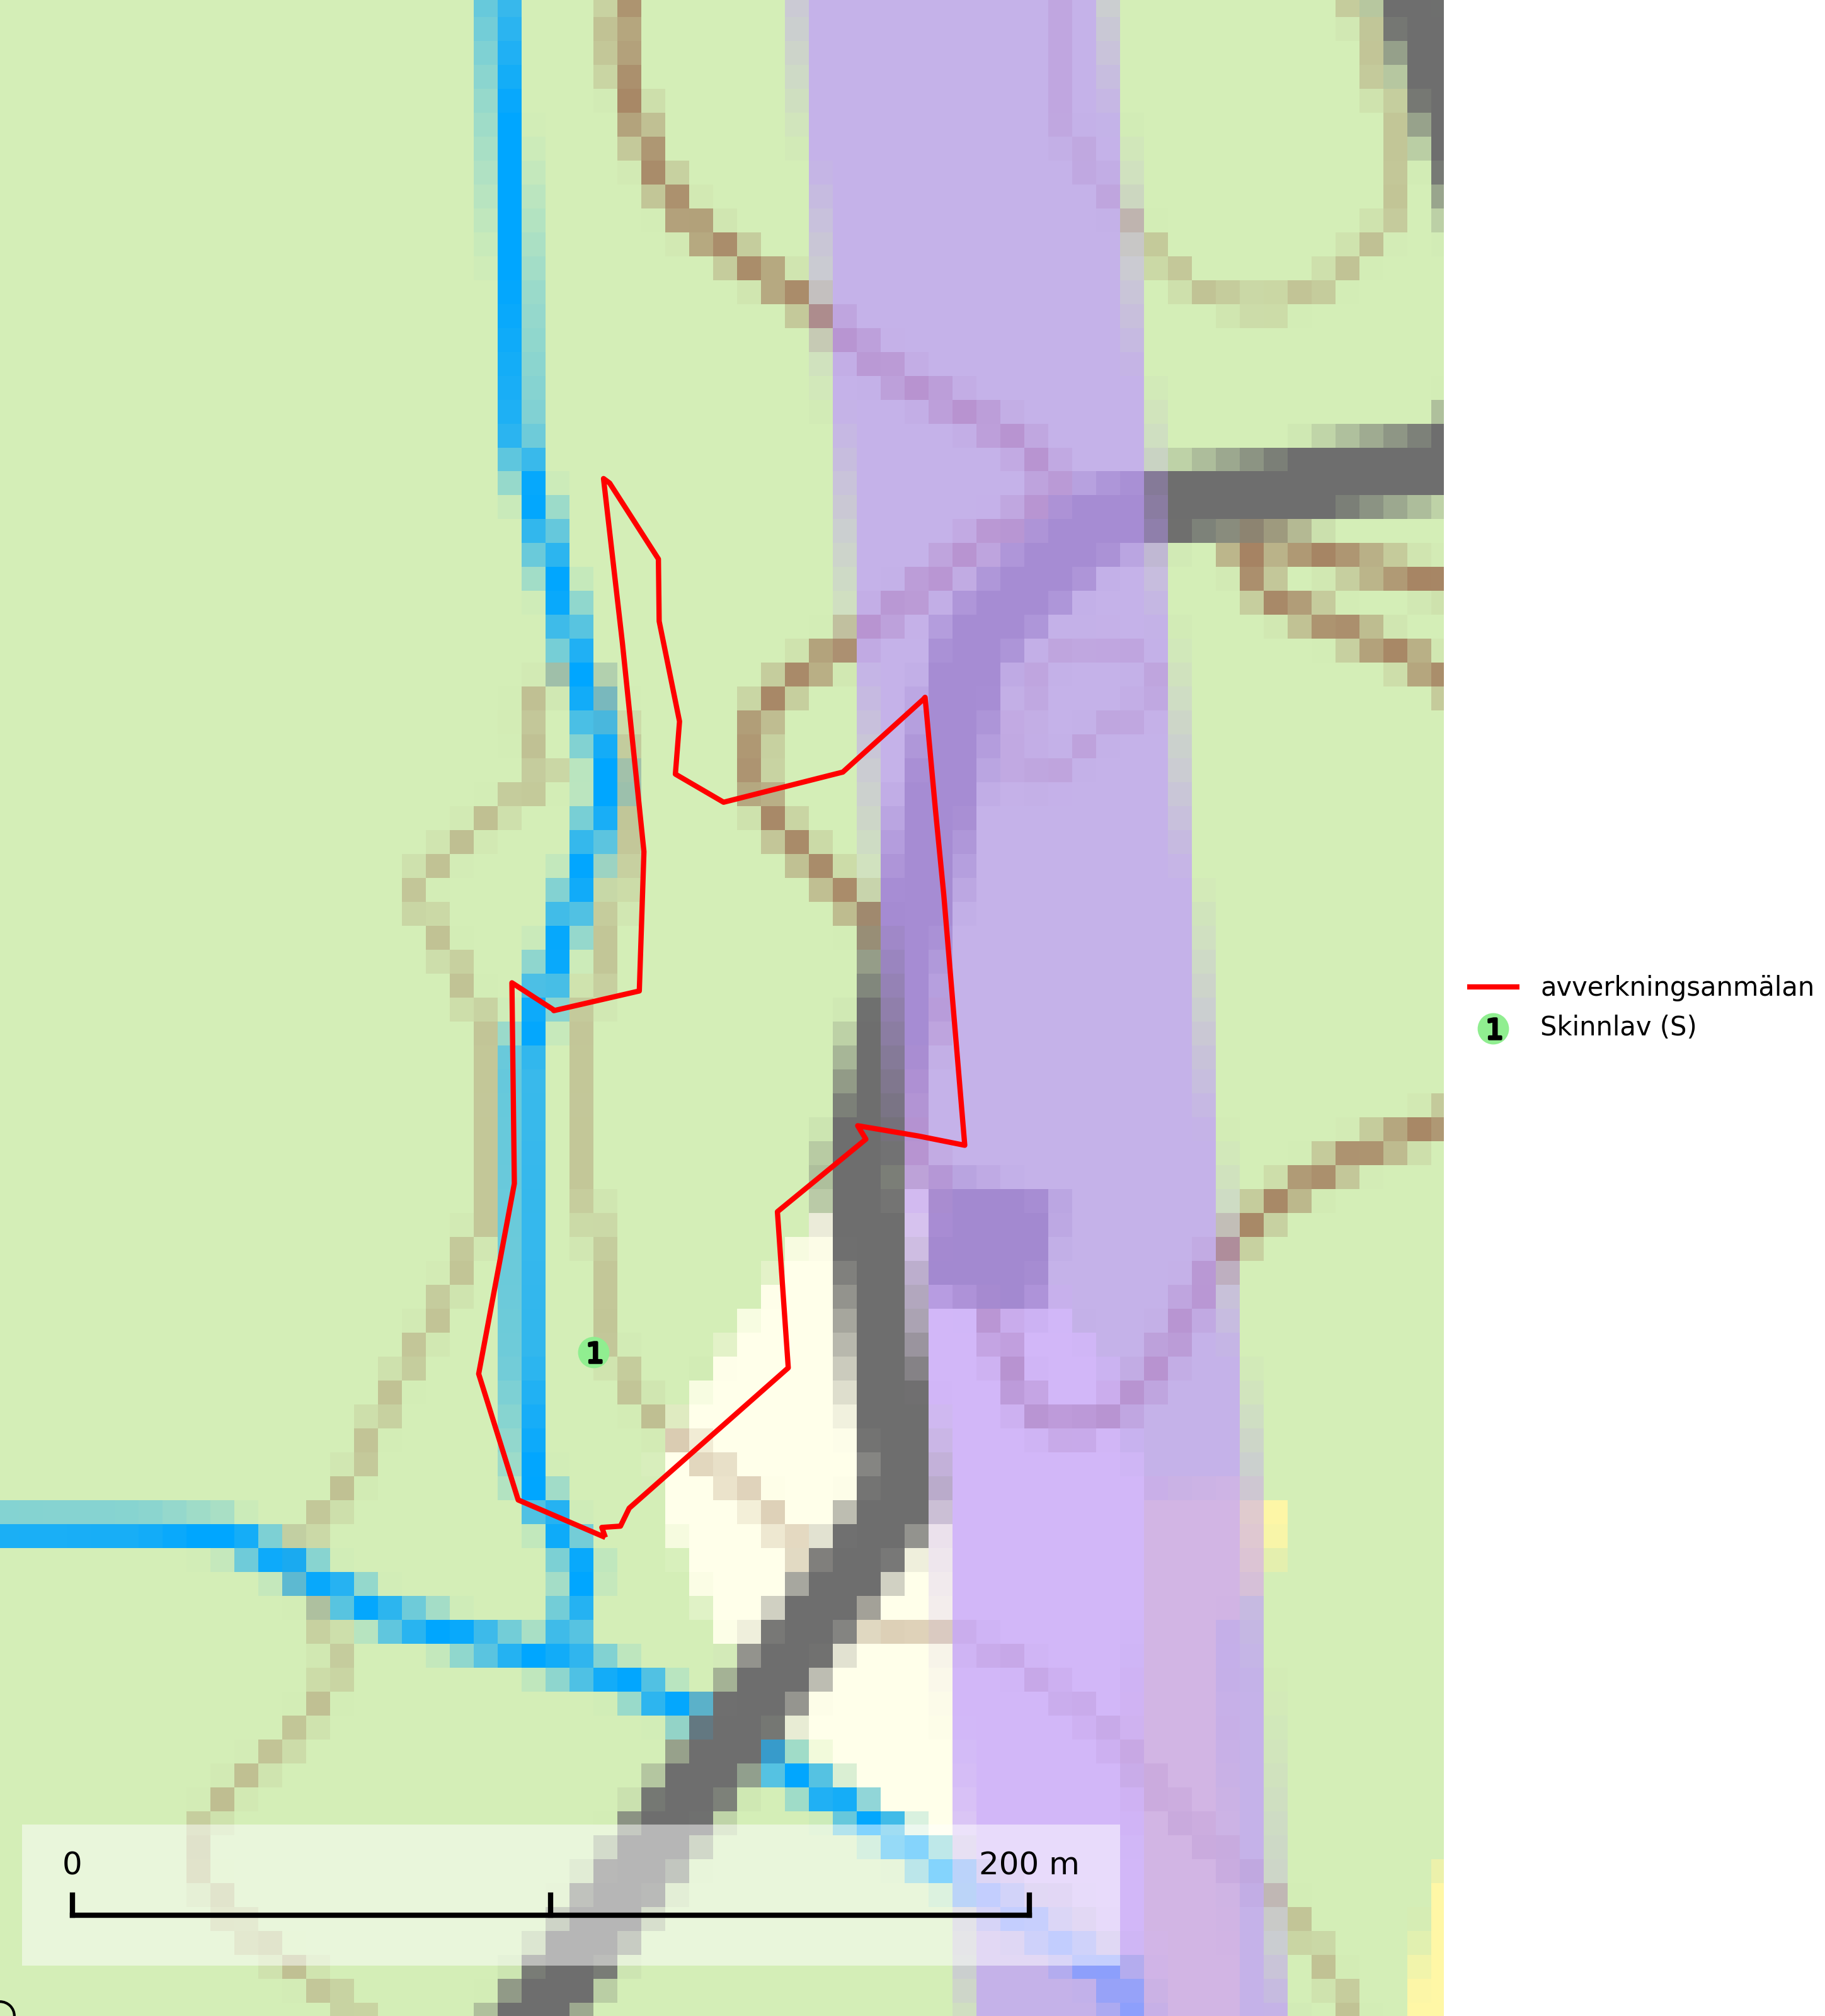 avverkningsanmälan
1 Skinnlav (S)
1
0 200 m